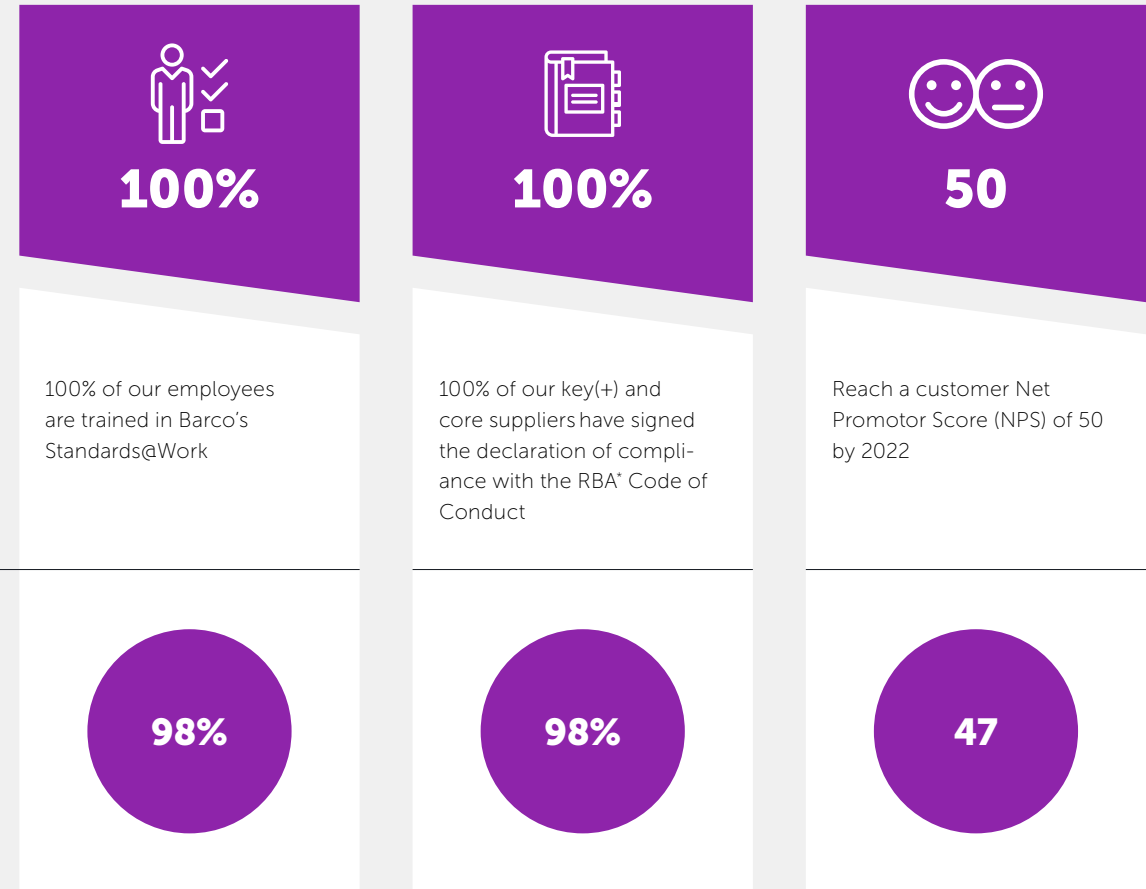 100%
100% of our employees
are trained in Barco’s
Standards@Work
98%
100%
100% of our key(+) and
core suppliers have signed
the declaration of compli-
ance with the RBA* Code of
Conduct
98%
50
Reach a customer Net
Promotor Score (NPS) of 50
by 2022
47